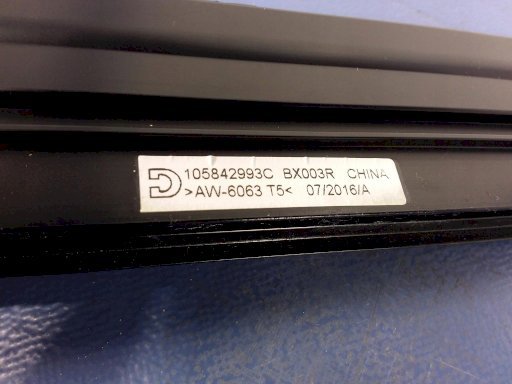 105842993C BX003R CHINA
>AW-6063 T5< 07/2016/A